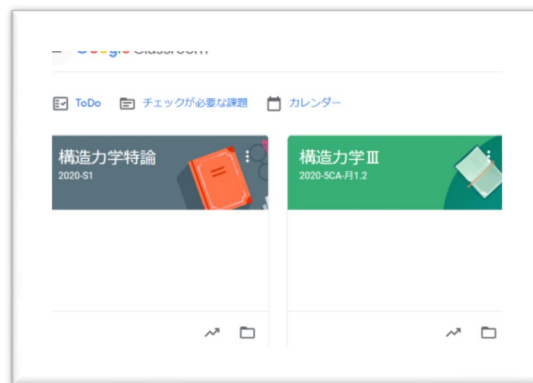 Google Classroom
ToDo チェックが必要な課題 カレンダー
構造力学特論
2020-S1
構造力学Ⅲ
2020-5CA-月1.2